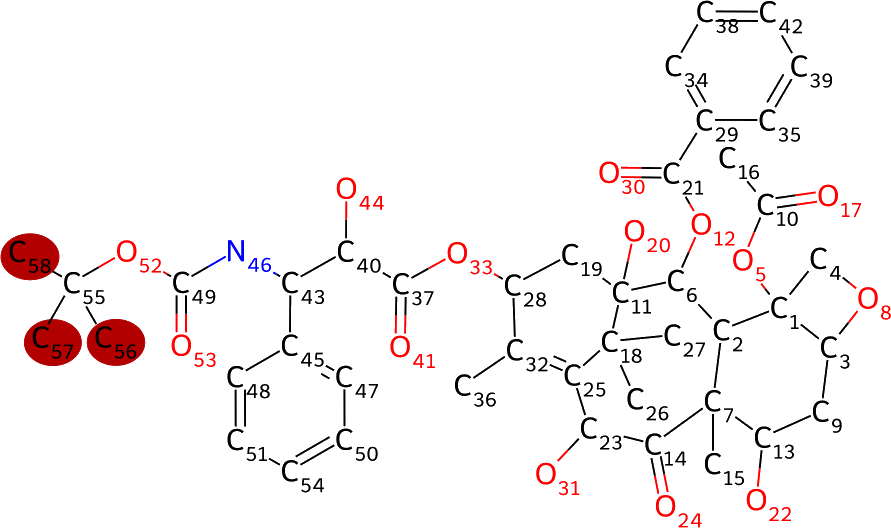 C38 C42
C34 C39
C29 C35
C16
O30 C21 C10 O17
O44 O12
O20
C58 O52 N46 C40 O33 C19 O5 C4
C55 C49 C43 C37 C28 C11 C6 C1 O8
C57 C56 O53 C45 O41 C32 C18 C27 C2 C3
C48 C47 C36 C25 C26 C7 C9
C51 C50 C23 C14 C13
C54 O31 C15
O24 O22